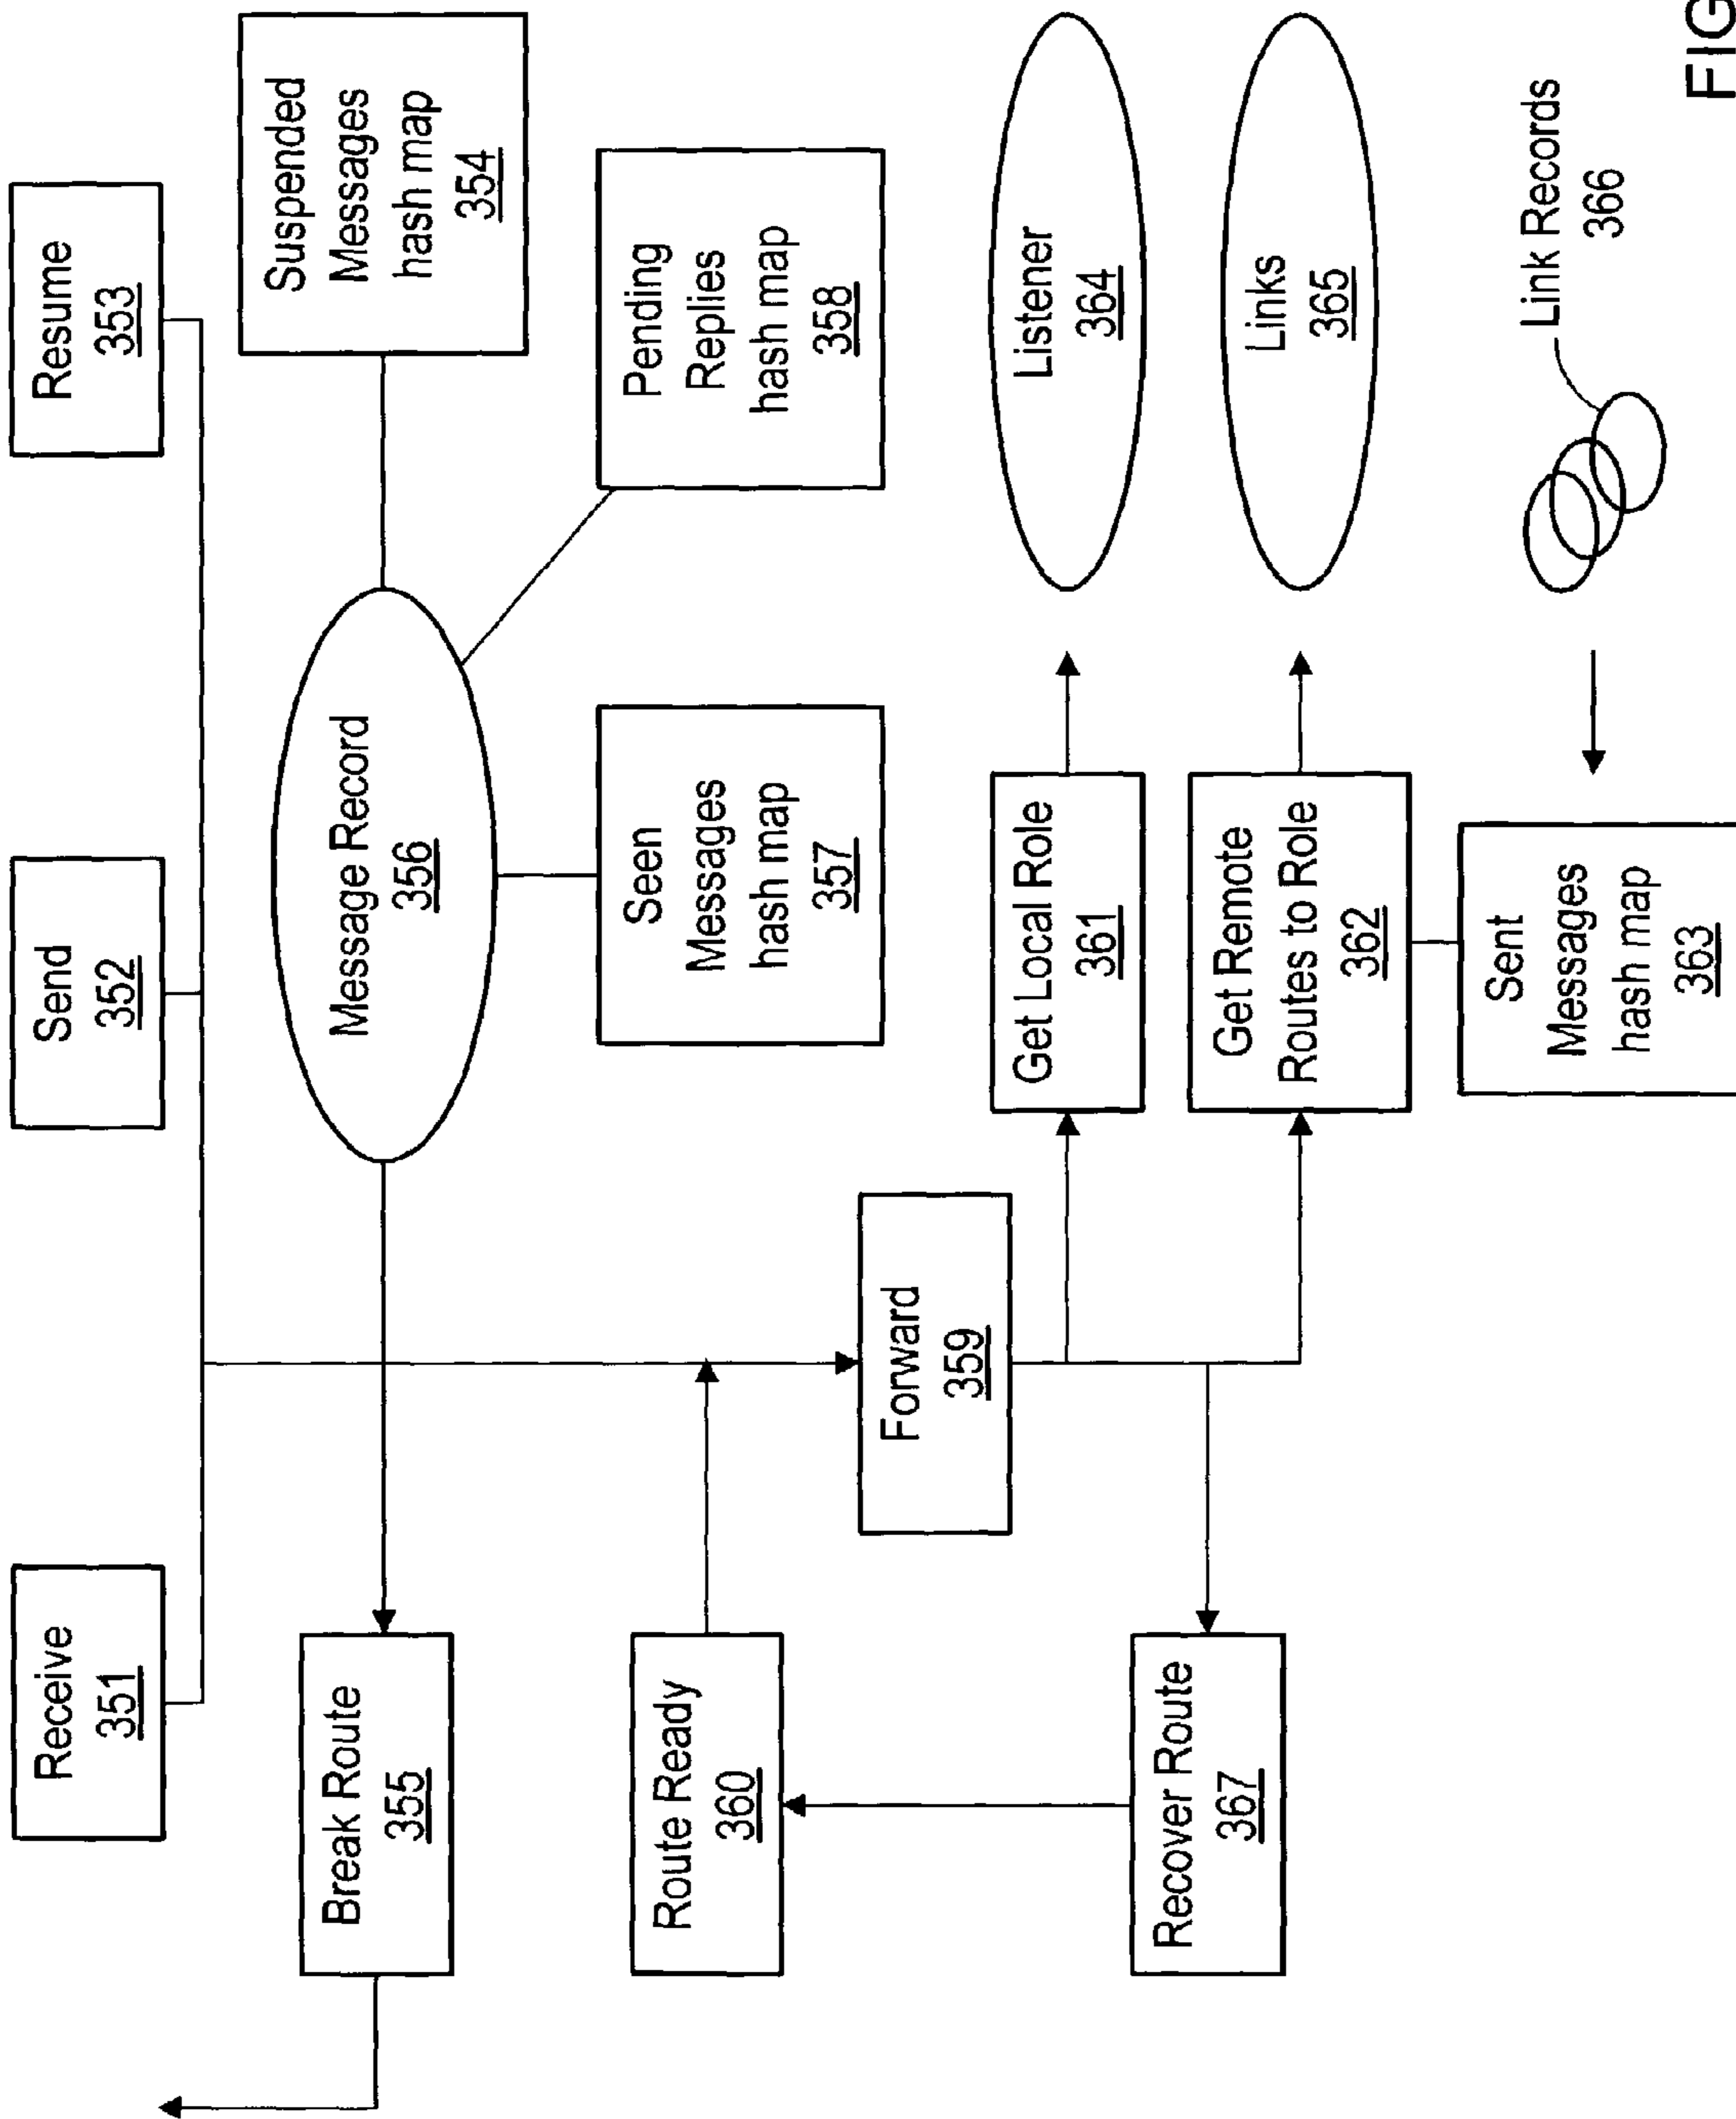 Receive
351
Send
352
Resume
353
Suspended
Messages
hash map
354
Break Route
355
Message Record
356
Seen
Messages
hash map
357
Pending
Replies
hash map
358
Route Ready
360
Forward
359
Get Local Role
361
Listener
364
Recover Route
367
Get Remote
Routes to Role
362
Links
365
Sent
Messages
hash map
363
Link Records
366
FIG